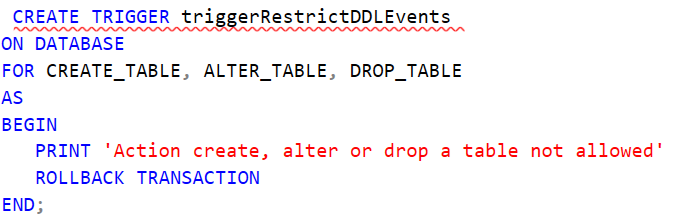 CREATE TRIGGER triggerRestrictDDLEvents
ON DATABASE
FOR CREATE_TABLE, ALTER_TABLE, DROP_TABLE
AS
BEGIN
PRINT 'Action create, alter or drop a table not allowed'
ROLLBACK TRANSACTION
END;